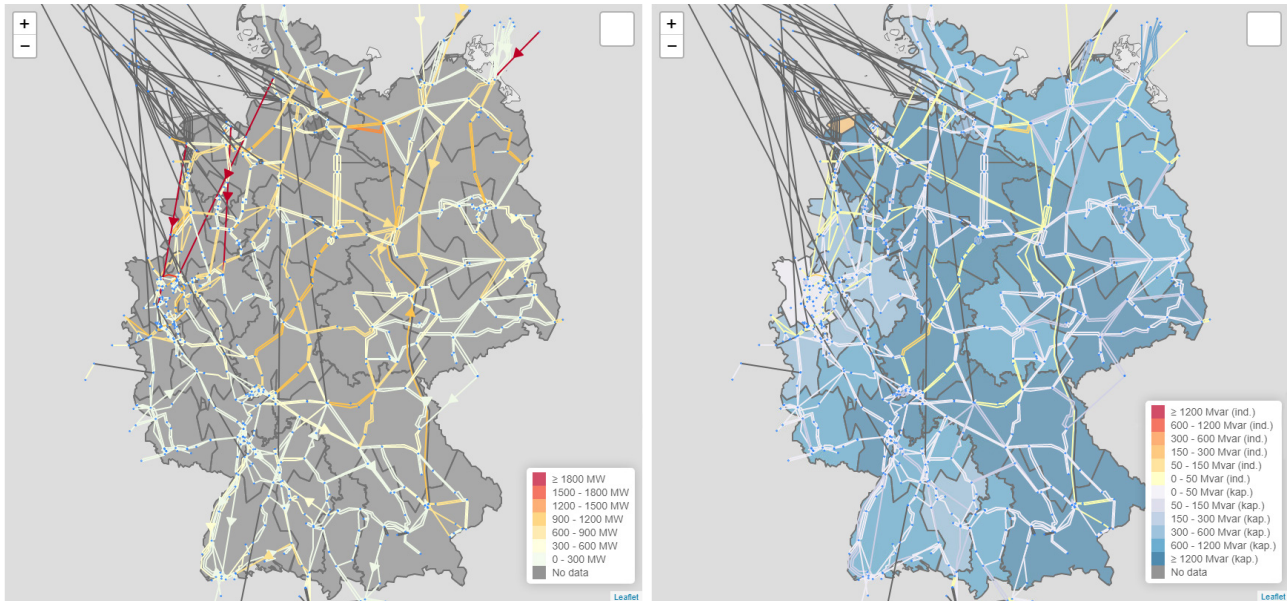 +
−
≥ 1800 MW
1500 - 1800 MW
1200 - 1500 MW
900 - 1200 MW
600 - 900 MW
300 - 600 MW
0 - 300 MW
No data
Leaflet
+
−
≥ 1200 Mvar (ind.)
600 - 1200 Mvar (ind.)
300 - 600 Mvar (ind.)
150 - 300 Mvar (ind.)
50 - 150 Mvar (ind.)
0 - 50 Mvar (ind.)
0 - 50 Mvar (kap.)
50 - 150 Mvar (kap.)
150 - 300 Mvar (kap.)
300 - 600 Mvar (kap.)
600 - 1200 Mvar (kap.)
≥ 1200 Mvar (kap.)
No data
Leaflet